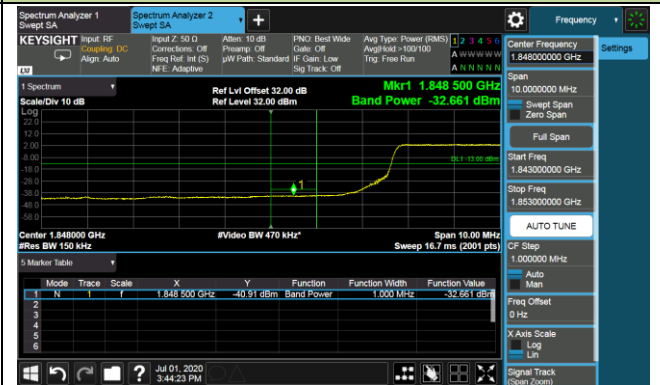 Spectrum Analyzer 1
Swept SA
Spectrum Analyzer 2
Swept SA
+
Frequency
KEYSIGHT
Input: RF
Coupling: DC
Align: Auto
Input Z: 50 Ω
Corrections: Off
Freq Ref: Int (S)
NFE: Adaptive
Atten: 10 dB
Preamp: Off
µW Path: Standard
PNO: Best Wide
Gate: Off
IF Gain: Low
Sig Track: Off
Avg Type: Power (RMS)
Avg|Hold:>100/100
Trig: Free Run
1 2 3 4 5 6
A W W W W W
A N N N N N
LXI
1 Spectrum
Scale/Div 10 dB
Ref Lvl Offset 32.00 dB
Ref Level 32.00 dBm
Mkr1 1.848 500 GHz
Band Power -32.661 dBm
Log
22.0
12.0
2.00
-8.00
-18.0
-28.0
-38.0
-48.0
-58.0
DL1 -13.00 dBm
1
Center 1.848000 GHz
#Res BW 150 kHz
#Video BW 470 kHz*
Span 10.00 MHz
Sweep 16.7 ms (2001 pts)
5 Marker Table
Mode Trace Scale X Y Function Function Width Function Value
1 N 1 f 1.848 500 GHz -40.91 dBm Band Power 1.000 MHz -32.661 dBm
2
3
4
5
6
Jul 01, 2020
3:44:23 PM
Center Frequency
1.848000000 GHz
Settings
Span
10.0000000 MHz
Swept Span
Zero Span
Full Span
Start Freq
1.843000000 GHz
Stop Freq
1.853000000 GHz
AUTO TUNE
CF Step
1.000000 MHz
Auto
Man
Freq Offset
0 Hz
X Axis Scale
Log
Lin
Signal Track
(Span Zoom)